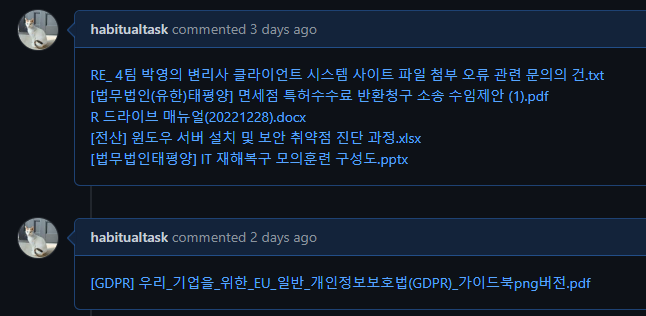 habitualtask commented 3 days ago
RE_ 4팀 박영의 변리사 클라이언트 시스템 사이트 파일 첨부 오류 관련 문의의 건.txt
[법무법인(유한)태평양] 면세점 특허수수료 반환청구 소송 수임제안 (1).pdf
R 드라이브 매뉴얼(20221228).docx
[전산] 윈도우 서버 설치 및 보안 취약점 진단 과정.xlsx
[법무법인태평양] IT 재해복구 모의훈련 구성도.pptx
habitualtask commented 2 days ago
[GDPR] 우리_기업을_위한_EU_일반_개인정보보호법(GDPR)_가이드북png버전.pdf